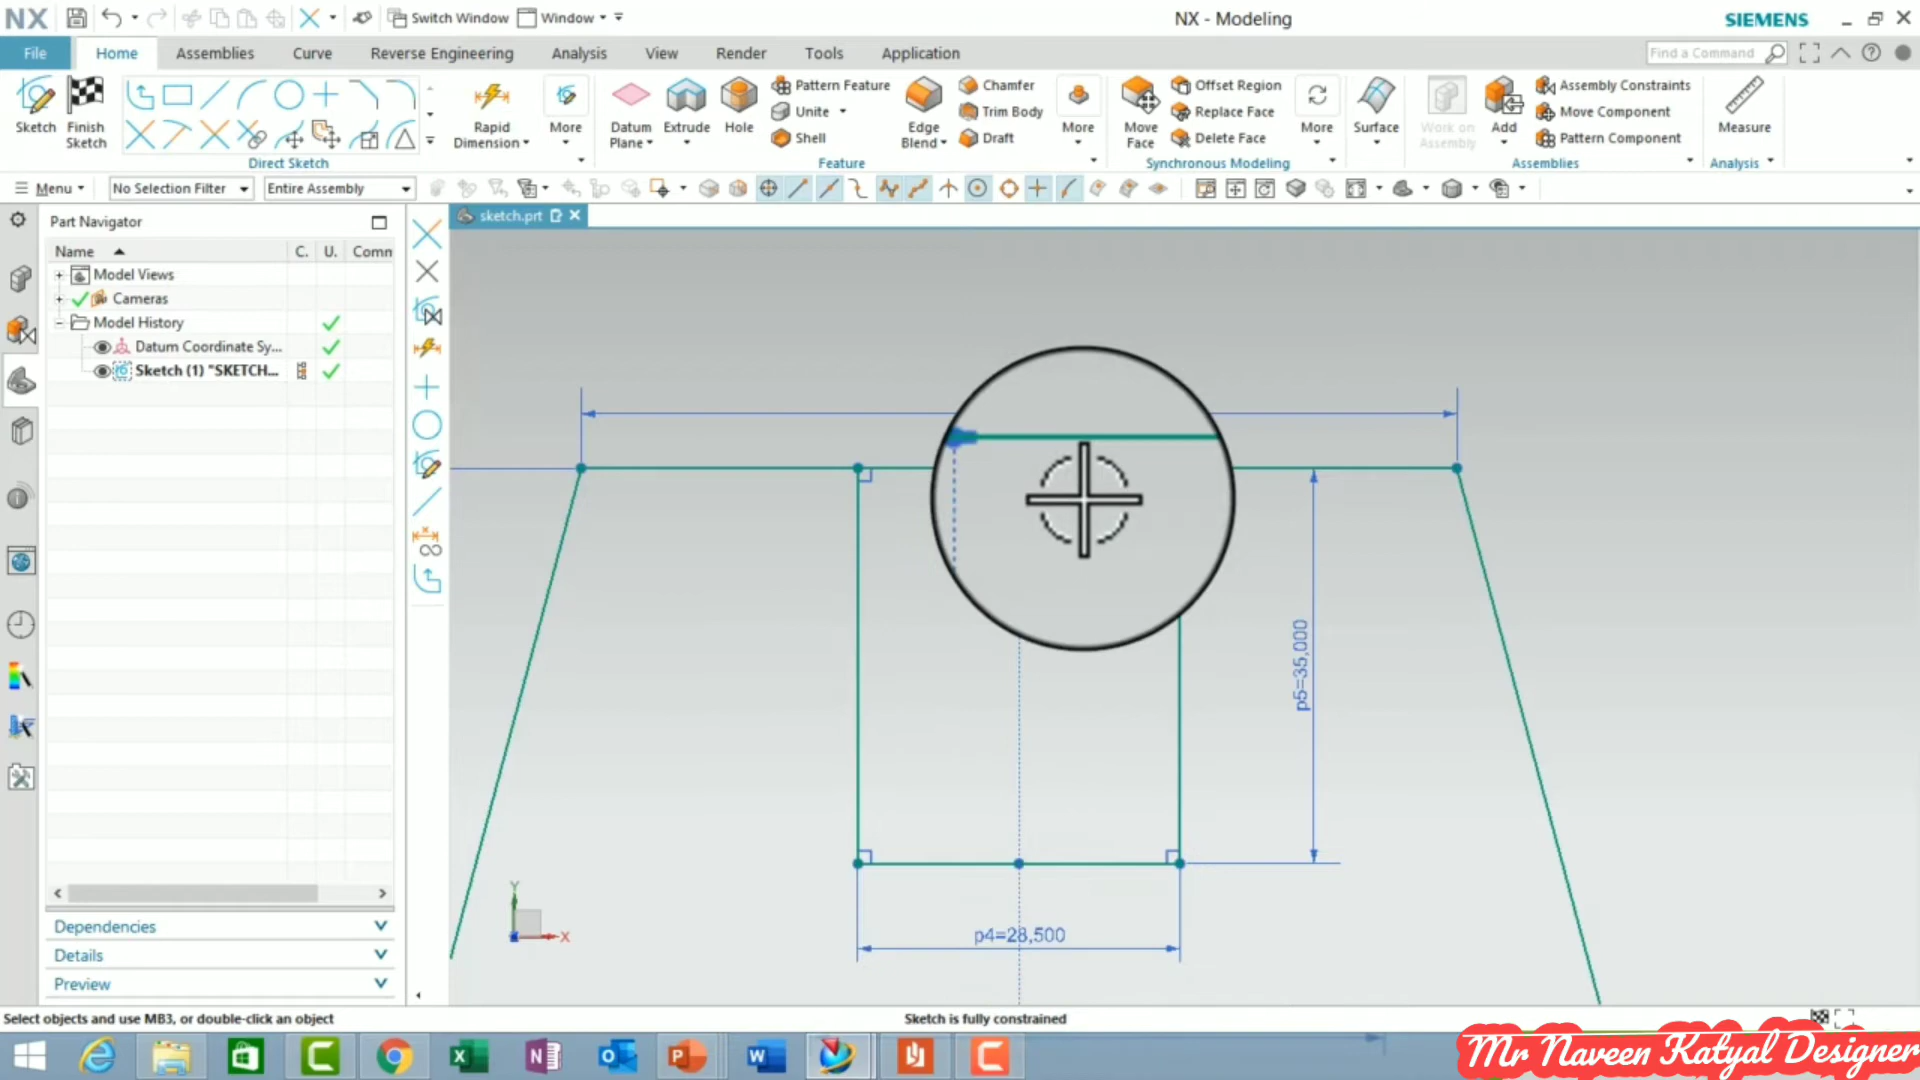 NX Switch Window Window NX - Modeling SIEMENS
File Home Assemblies Curve Reverse Engineering Analysis View Render Tools Application Find a Command
Sketch Finish Sketch Direct Sketch
Rapid Dimension More
Datum Plane Extrude Hole Pattern Feature Unite Shell Edge Blend Chamfer Trim Body Draft More Feature
Move Face Offset Region Replace Face Delete Face More Synchronous Modeling
Surface
Work on Assembly Add Assembly Constraints Move Component Pattern Component Assemblies
Measure Analysis
Menu No Selection Filter Entire Assembly
Part Navigator
sketch.prt
Name C. U. Comn
Model Views
Cameras
Model History
Datum Coordinate Sy...
Sketch (1) "SKETCH...
p5=35,000
p4=28,500
Y
X
Dependencies
Details
Preview
Select objects and use MB3, or double-click an object Sketch is fully constrained
Mr Naveen Katyal Designer